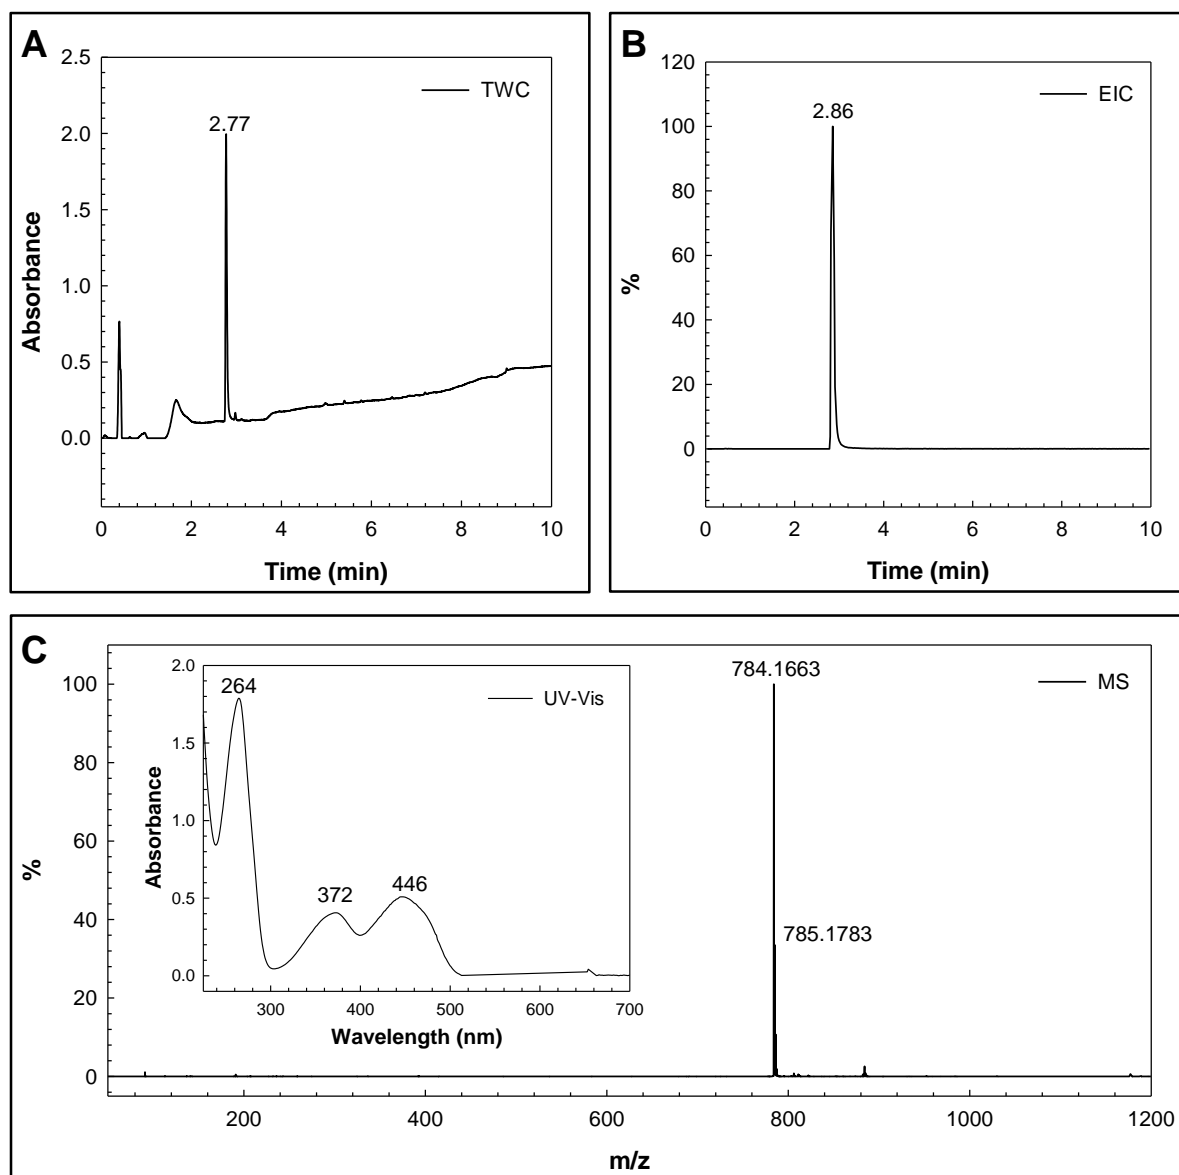 A
TWC
2.77
2.5
2.0
1.5
1.0
0.5
0.0
Absorbance
0 2 4 6 8 10
Time (min)
B
EIC
2.86
120
100
80
60
40
20
0
%
0 2 4 6 8 10
Time (min)
C
MS
784.1663
785.1783
100
80
60
40
20
0
%
200 400 600 800 1000 1200
m/z
UV-Vis
264
372
446
2.0
1.5
1.0
0.5
0.0
Absorbance
300 400 500 600 700
Wavelength (nm)